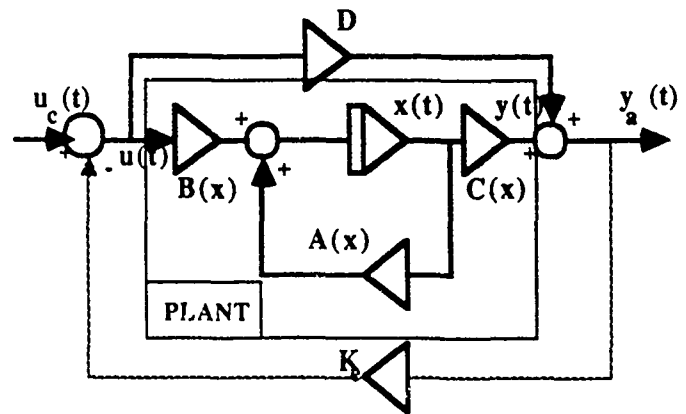 D
u_c(t)
x(t)
y(t)
y_a (t)
+
+
+
+
+
-
u(t)
B(x)
C(x)
A(x)
PLANT
K